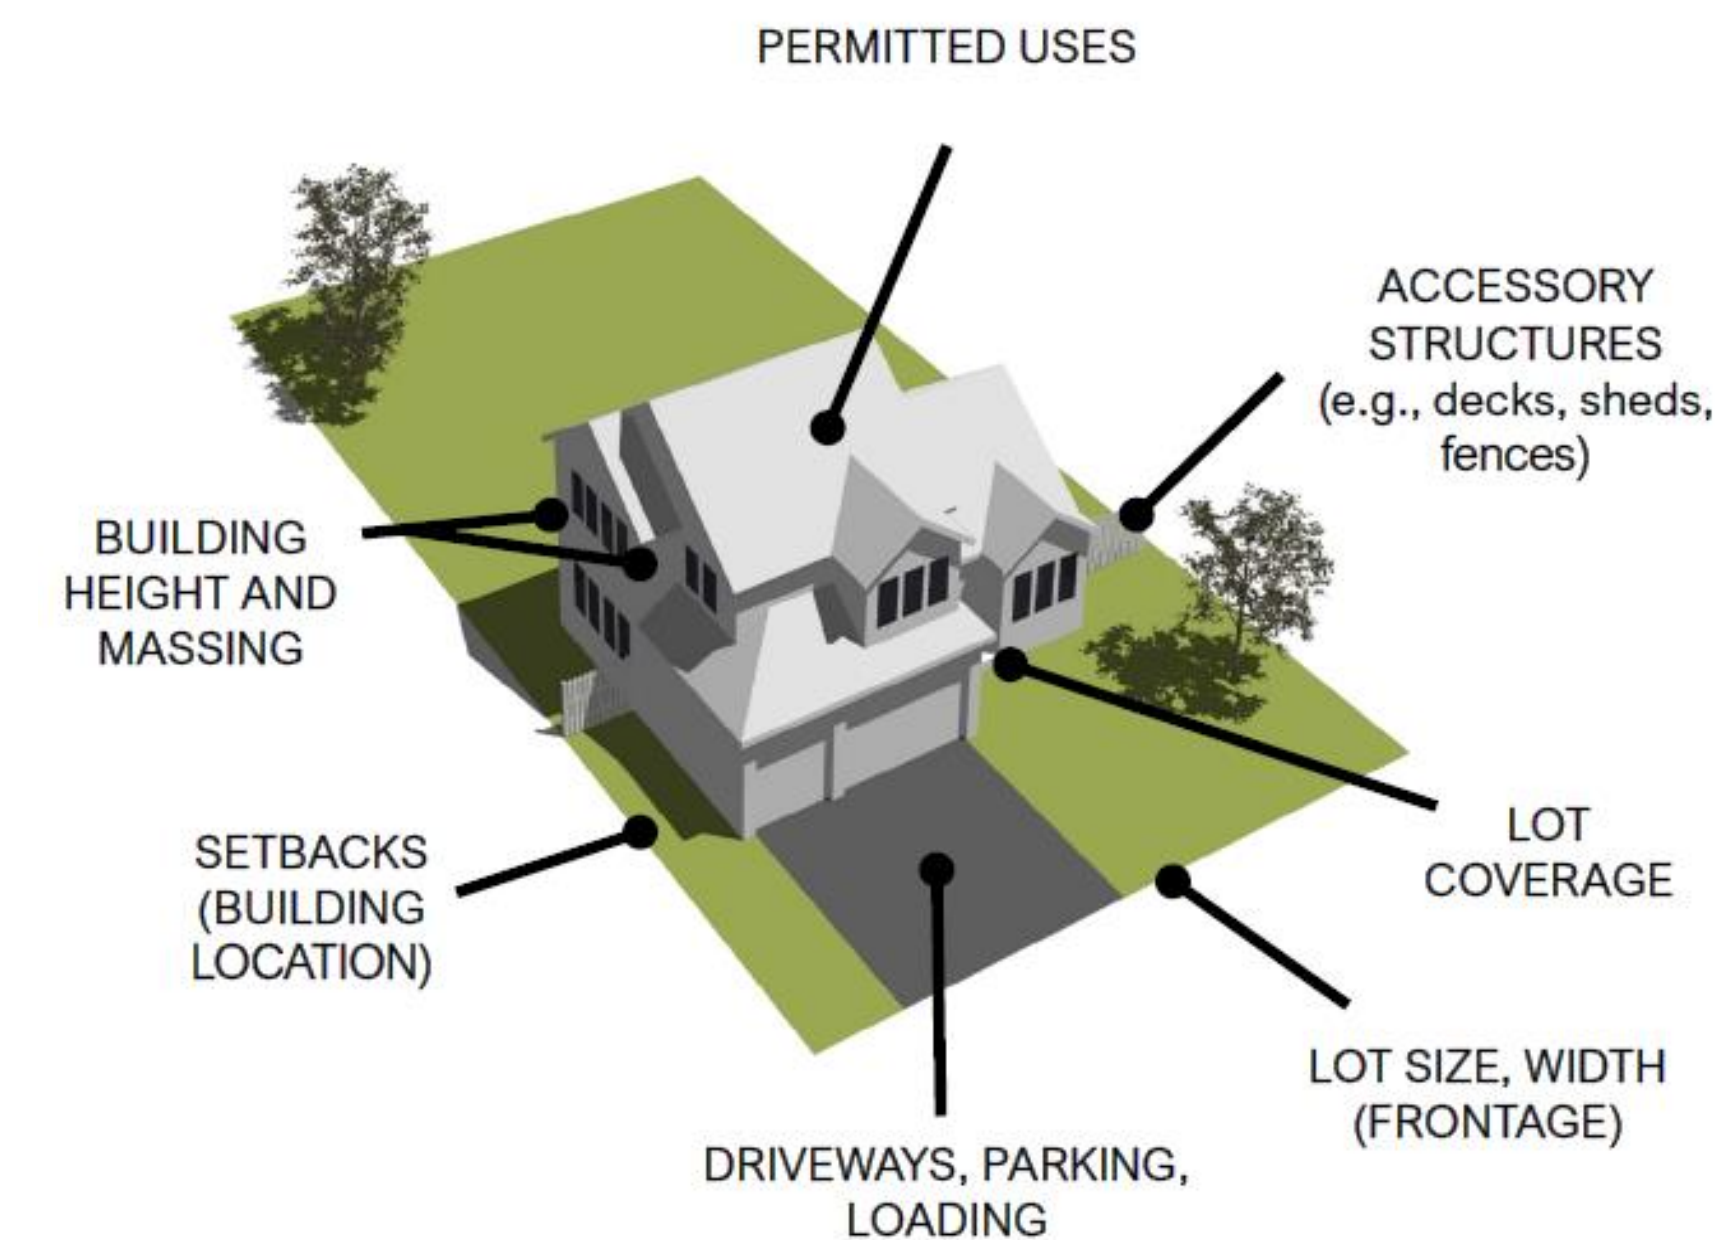 PERMITTED USES
ACCESSORY
STRUCTURES
(e.g., decks, sheds,
fences)
BUILDING
HEIGHT AND
MASSING
SETBACKS
(BUILDING
LOCATION)
LOT
COVERAGE
LOT SIZE, WIDTH
(FRONTAGE)
DRIVEWAYS, PARKING,
LOADING